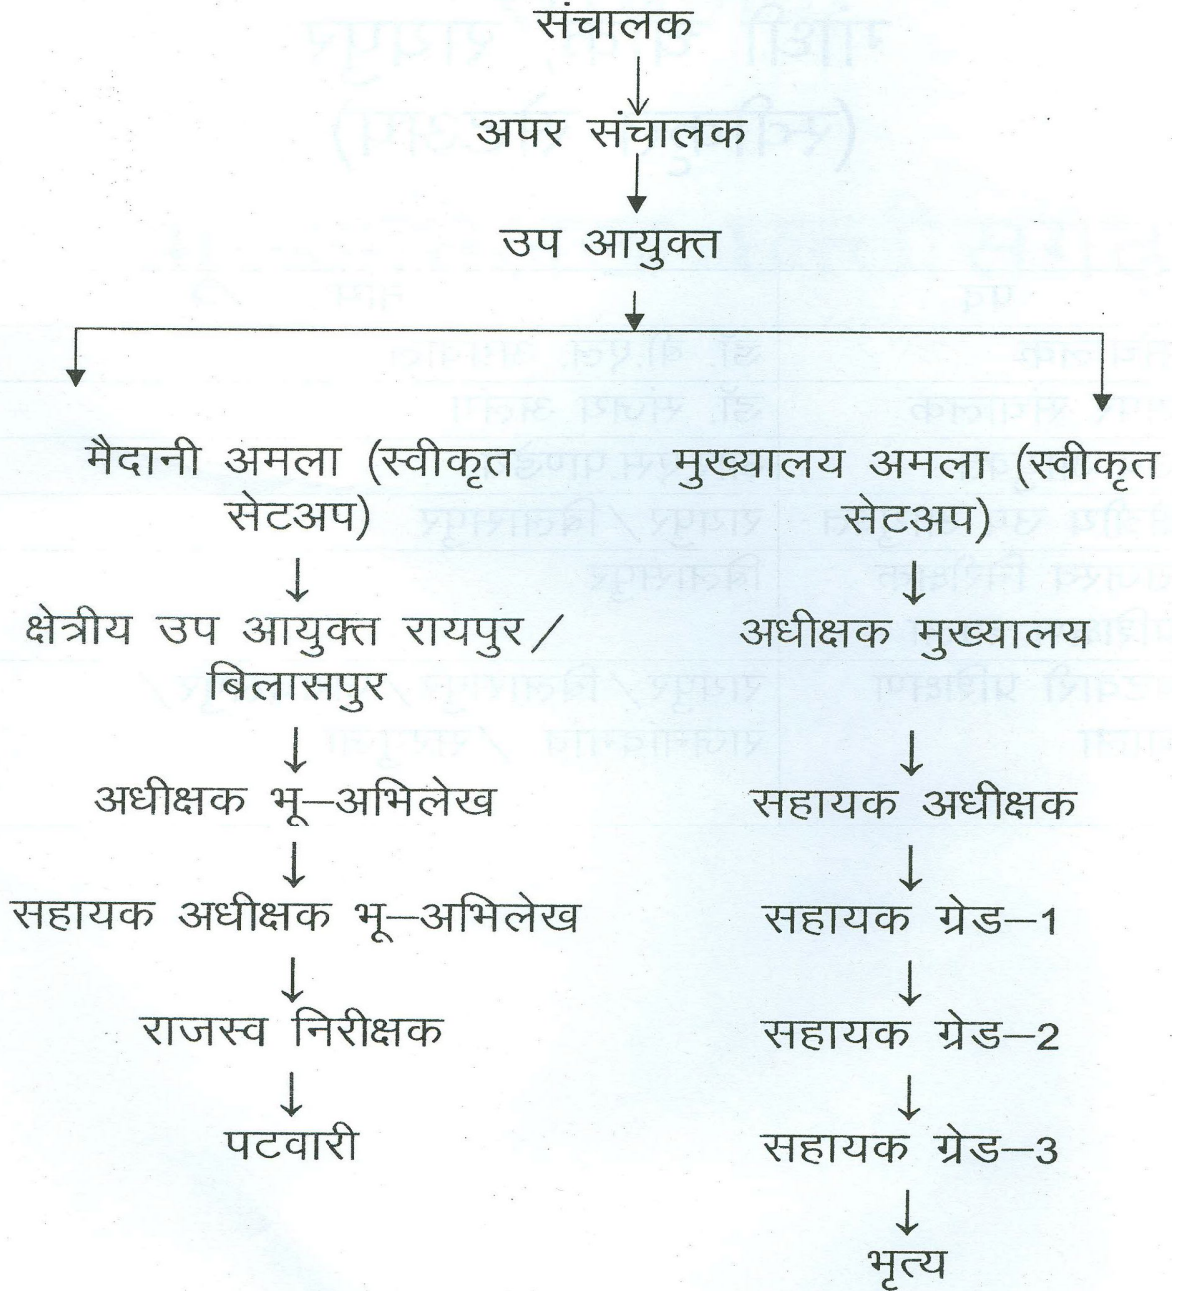 संचालक
अपर संचालक
उप आयुक्त
मैदानी अमला (स्वीकृत
सेटअप)
क्षेत्रीय उप आयुक्त रायपुर/
बिलासपुर
अधीक्षक भू–अभिलेख
सहायक अधीक्षक भू–अभिलेख
राजस्व निरीक्षक
पटवारी
मुख्यालय अमला (स्वीकृत
सेटअप)
अधीक्षक मुख्यालय
सहायक अधीक्षक
सहायक ग्रेड–1
सहायक ग्रेड–2
सहायक ग्रेड–3
भृत्य